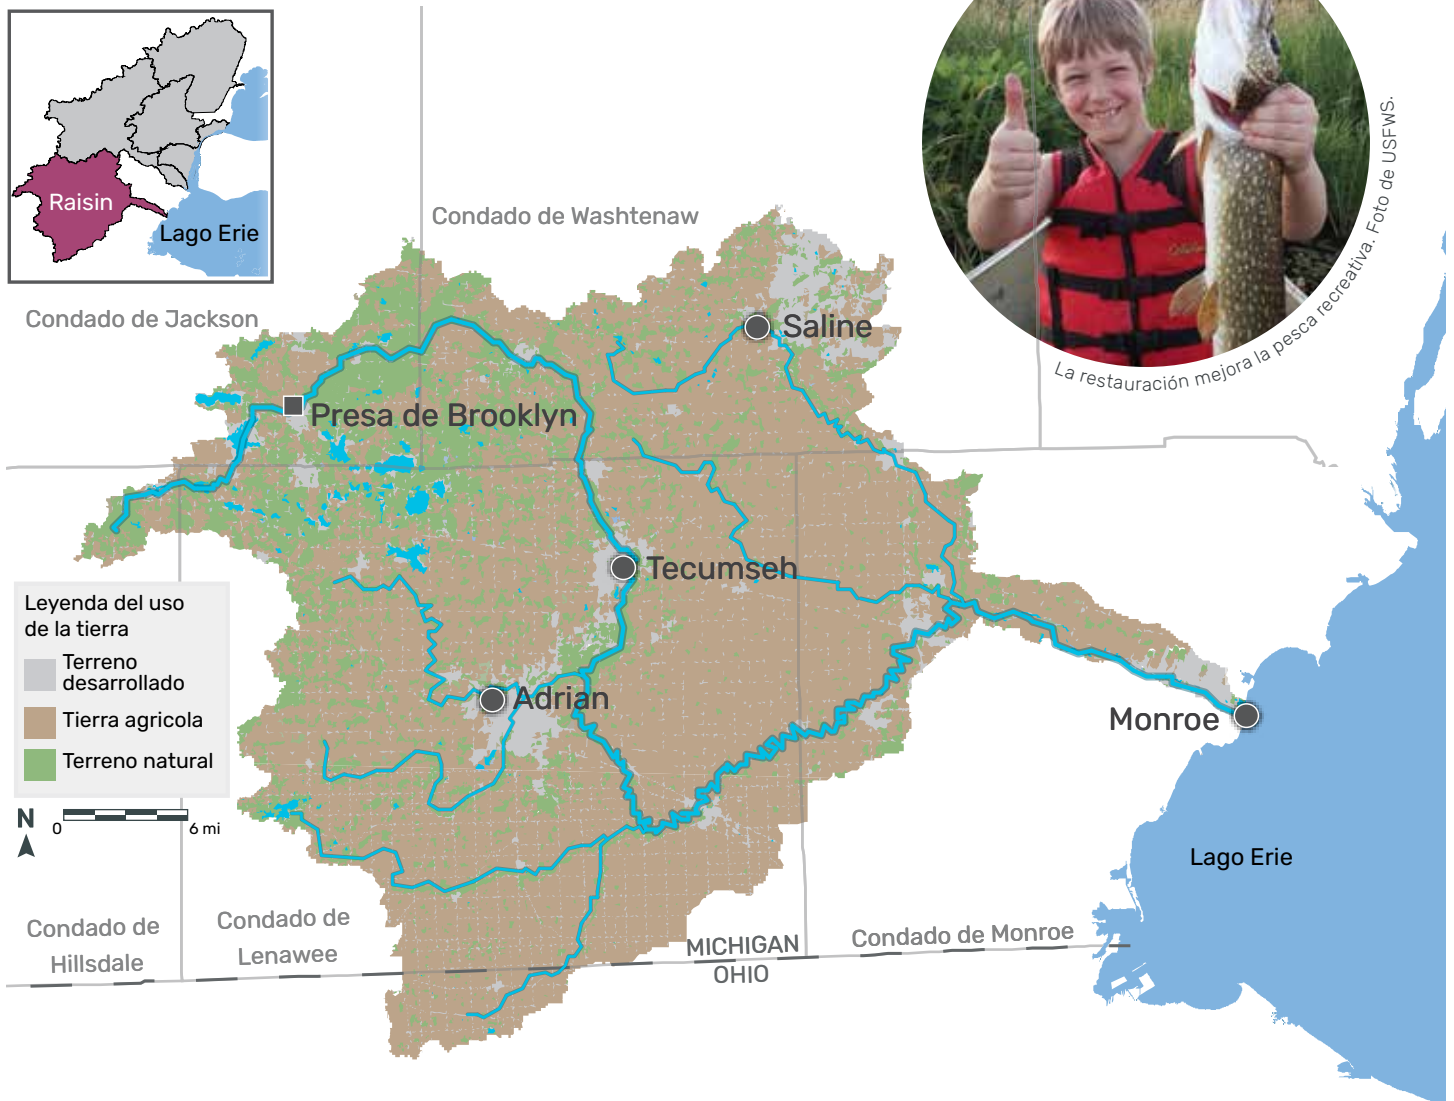 Raisin
Lago Erie
Condado de Washtenaw
Condado de Jackson
La restauración mejora la pesca recreativa. Foto de USFWS.
Saline
Presa de Brooklyn
Tecumseh
Leyenda del uso
de la tierra
Terreno
desarrollado
Tierra agricola
Terreno natural
N
0
6 mi
Adrian
Monroe
Lago Erie
Condado de
Hillsdale
Condado de
Lenawee
MICHIGAN
OHIO
Condado de Monroe